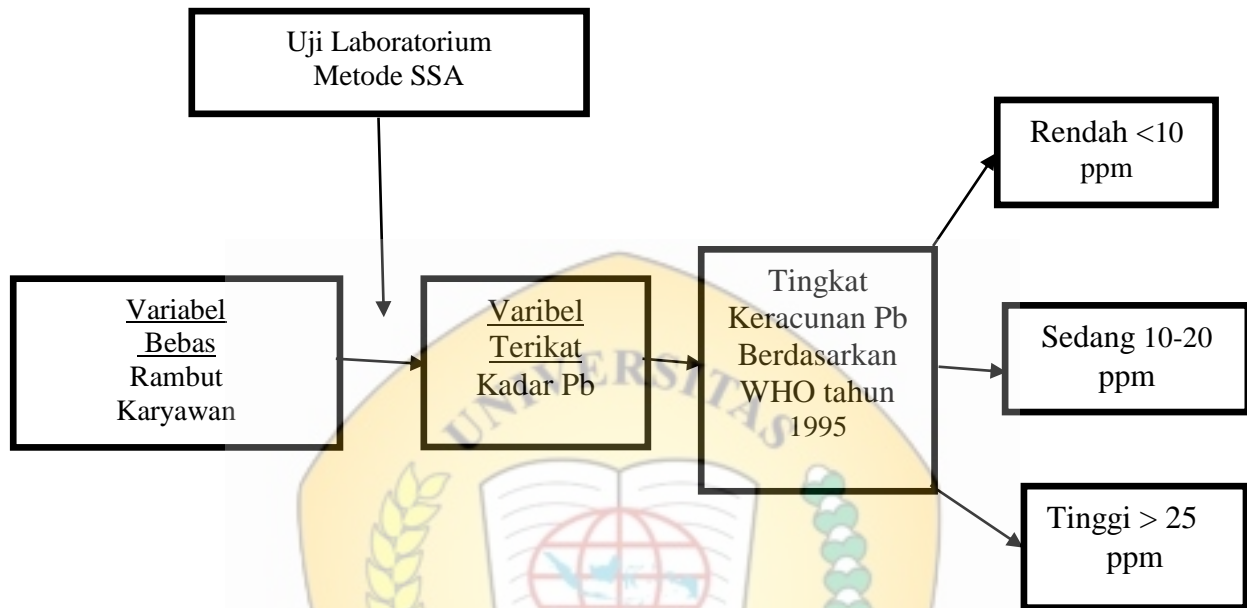 Uji Laboratorium
Metode SSA
Rendah <10
ppm
Variabel
Bebas
Rambut
Karyawan
Varibel
Terikat
Kadar Pb
Tingkat
Keracunan Pb
Berdasarkan
WHO tahun
1995
Sedang 10-20
ppm
Tinggi > 25
ppm
UNIVERSITAS